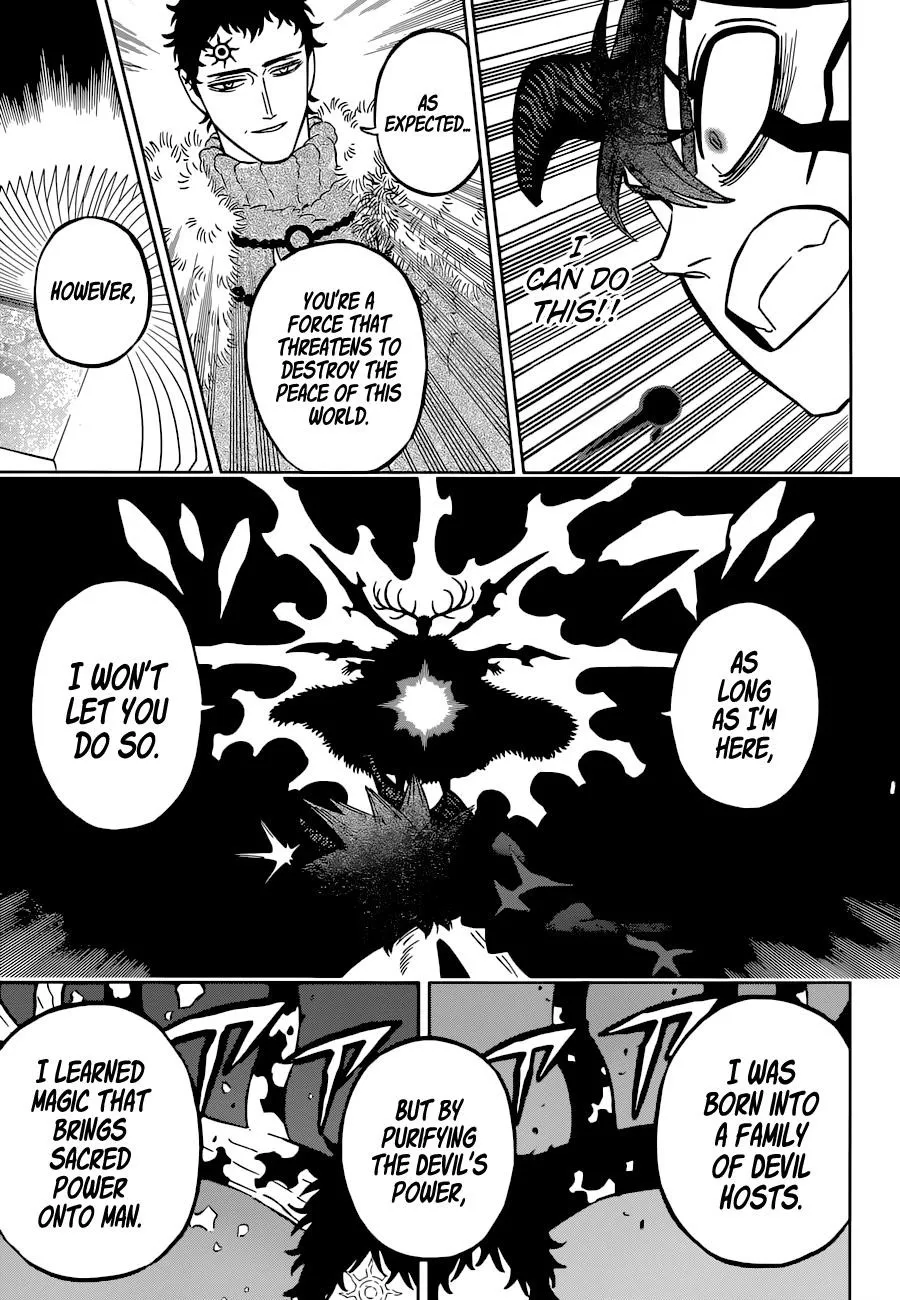 I
CAN DO
THIS!!
AS
EXPECTED...
YOU'RE A
FORCE THAT
THREATENS TO
DESTROY THE
PEACE OF THIS
WORLD.
HOWEVER,
AS
LONG
AS I'M
HERE,
I WON'T
LET YOU
DO SO.
I WAS
BORN INTO
A FAMILY
OF DEVIL
HOSTS.
BUT BY
PURIFYING
THE DEVIL'S
POWER,
I LEARNED
MAGIC THAT
BRINGS
SACRED
POWER
ONTO MAN.